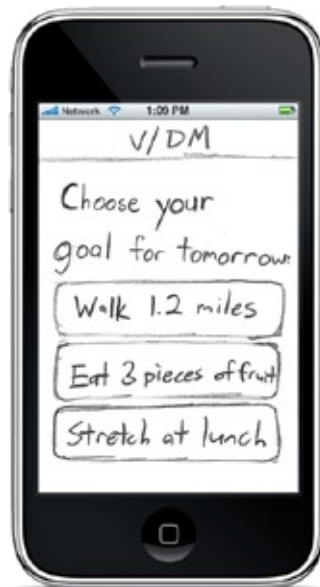 Network 1:09 PM
V/DM
Choose your
goal for tomorrow:
Walk 1.2 miles
Eat 3 pieces of fruit
Stretch at lunch